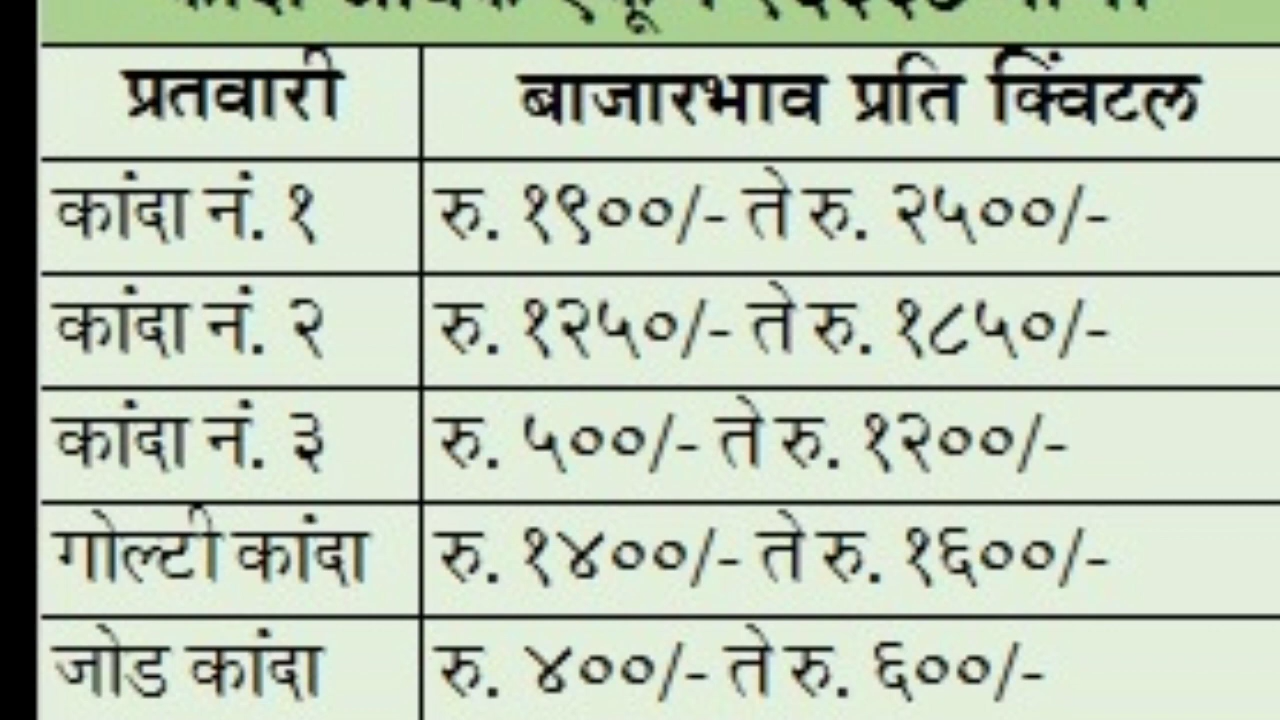 प्रतवारी बाजारभाव प्रति क्विंटल
कांदा नं. १ रु. १९००/- ते रु. २५००/-
कांदा नं. २ रु. १२५०/- ते रु. १८५०/-
कांदा नं. ३ रु. ५००/- ते रु. १२००/-
गोल्टी कांदा रु. १४००/- ते रु. १६००/-
जोड कांदा रु. ४००/- ते रु. ६००/-